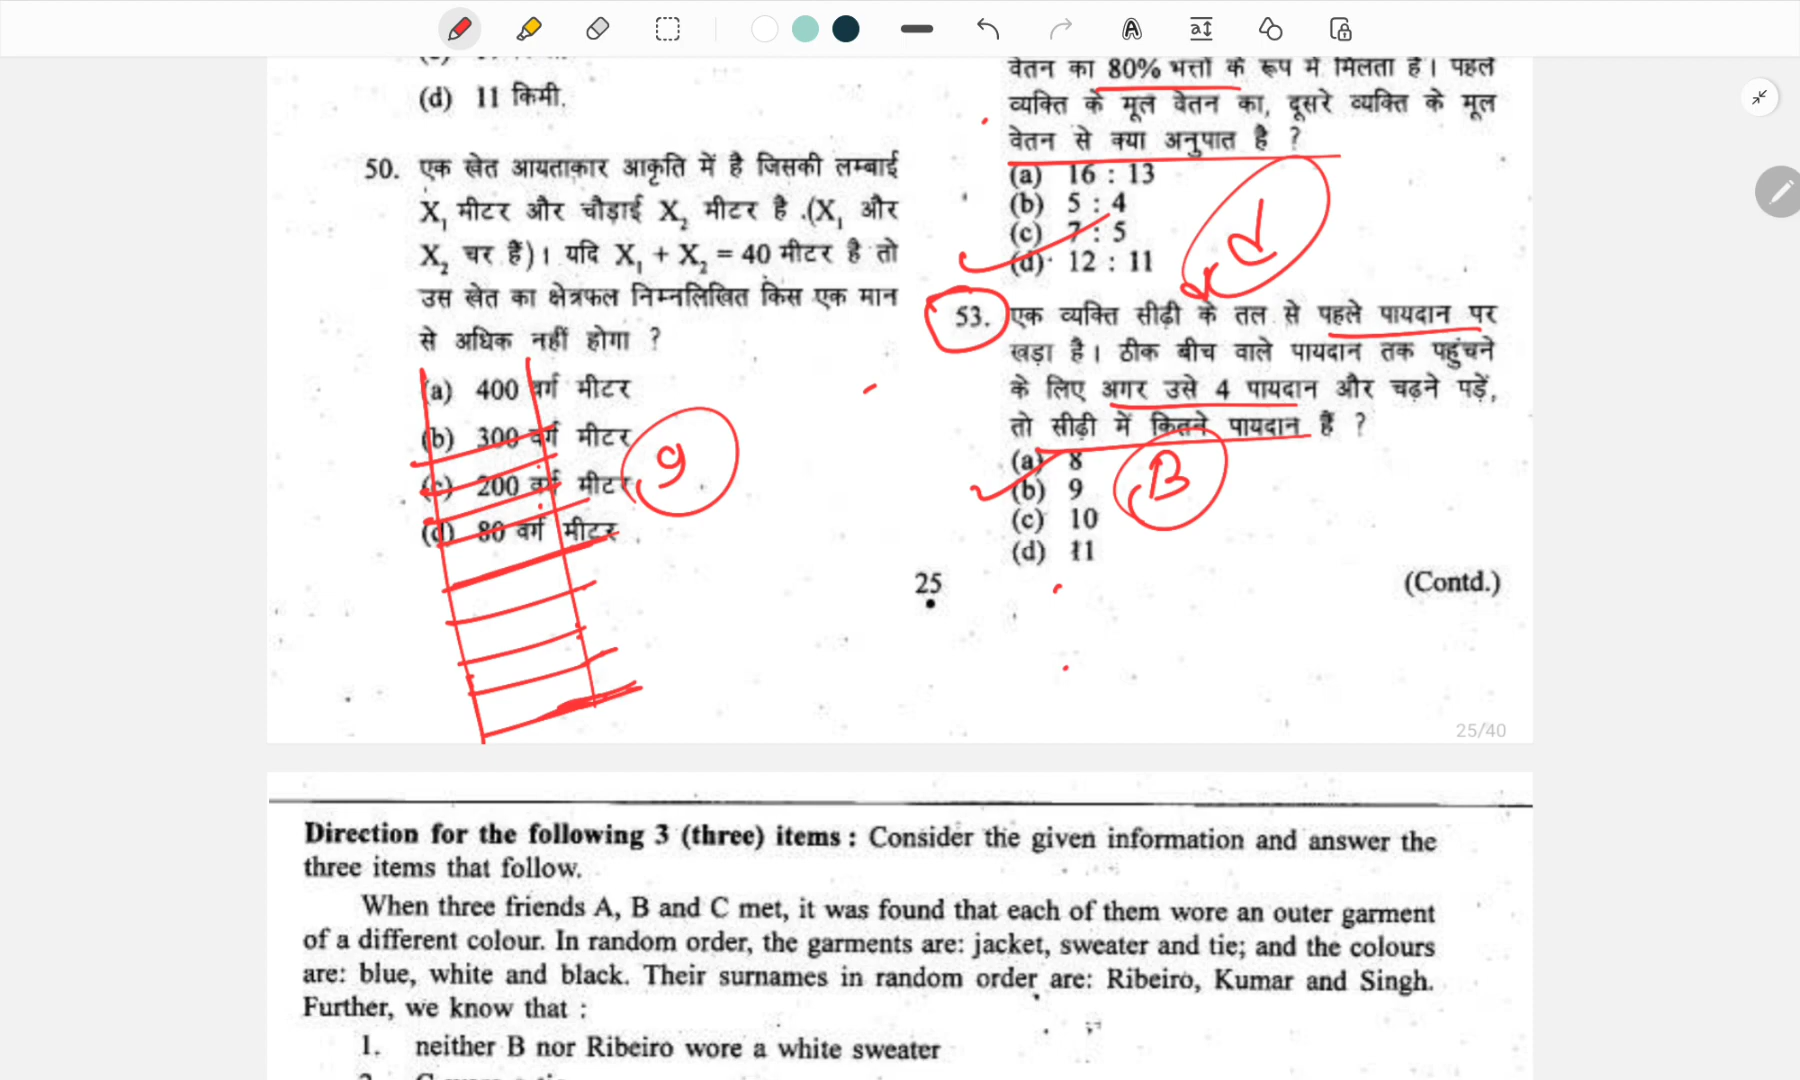 (d) 11 किमी.
50. एक खेत आयताकार आकृति में है जिसकी लम्बाई
X₁ मीटर और चौड़ाई X₂ मीटर है .(X₁ और
X₂ चर हैं)। यदि X₁ + X₂ = 40 मीटर है तो
उस खेत का क्षेत्रफल निम्नलिखित किस एक मान
से अधिक नहीं होगा ?
(a) 400 वर्ग मीटर
(b) 300 वर्ग मीटर
(c) 200 वर्ग मीटर
(d) 80 वर्ग मीटर
9
वेतन का 80% भत्तों के रूप में मिलता है। पहले
व्यक्ति के मूल वेतन का, दूसरे व्यक्ति के मूल
वेतन से क्या अनुपात है ?
(a) 16 : 13
(b) 5 : 4
(c) 7 : 5
(d) 12 : 11
d
53. एक व्यक्ति सीढ़ी के तल से पहले पायदान पर
खड़ा है। ठीक बीच वाले पायदान तक पहुंचने
के लिए अगर उसे 4 पायदान और चढ़ने पड़ें,
तो सीढ़ी में कितने पायदान हैं ?
(a) 8
(b) 9
(c) 10
(d) 11
B
25
(Contd.)
25/40
Direction for the following 3 (three) items : Consider the given information and answer the
three items that follow.
When three friends A, B and C met, it was found that each of them wore an outer garment
of a different colour. In random order, the garments are: jacket, sweater and tie; and the colours
are: blue, white and black. Their surnames in random order are: Ribeiro, Kumar and Singh.
Further, we know that :
1. neither B nor Ribeiro wore a white sweater